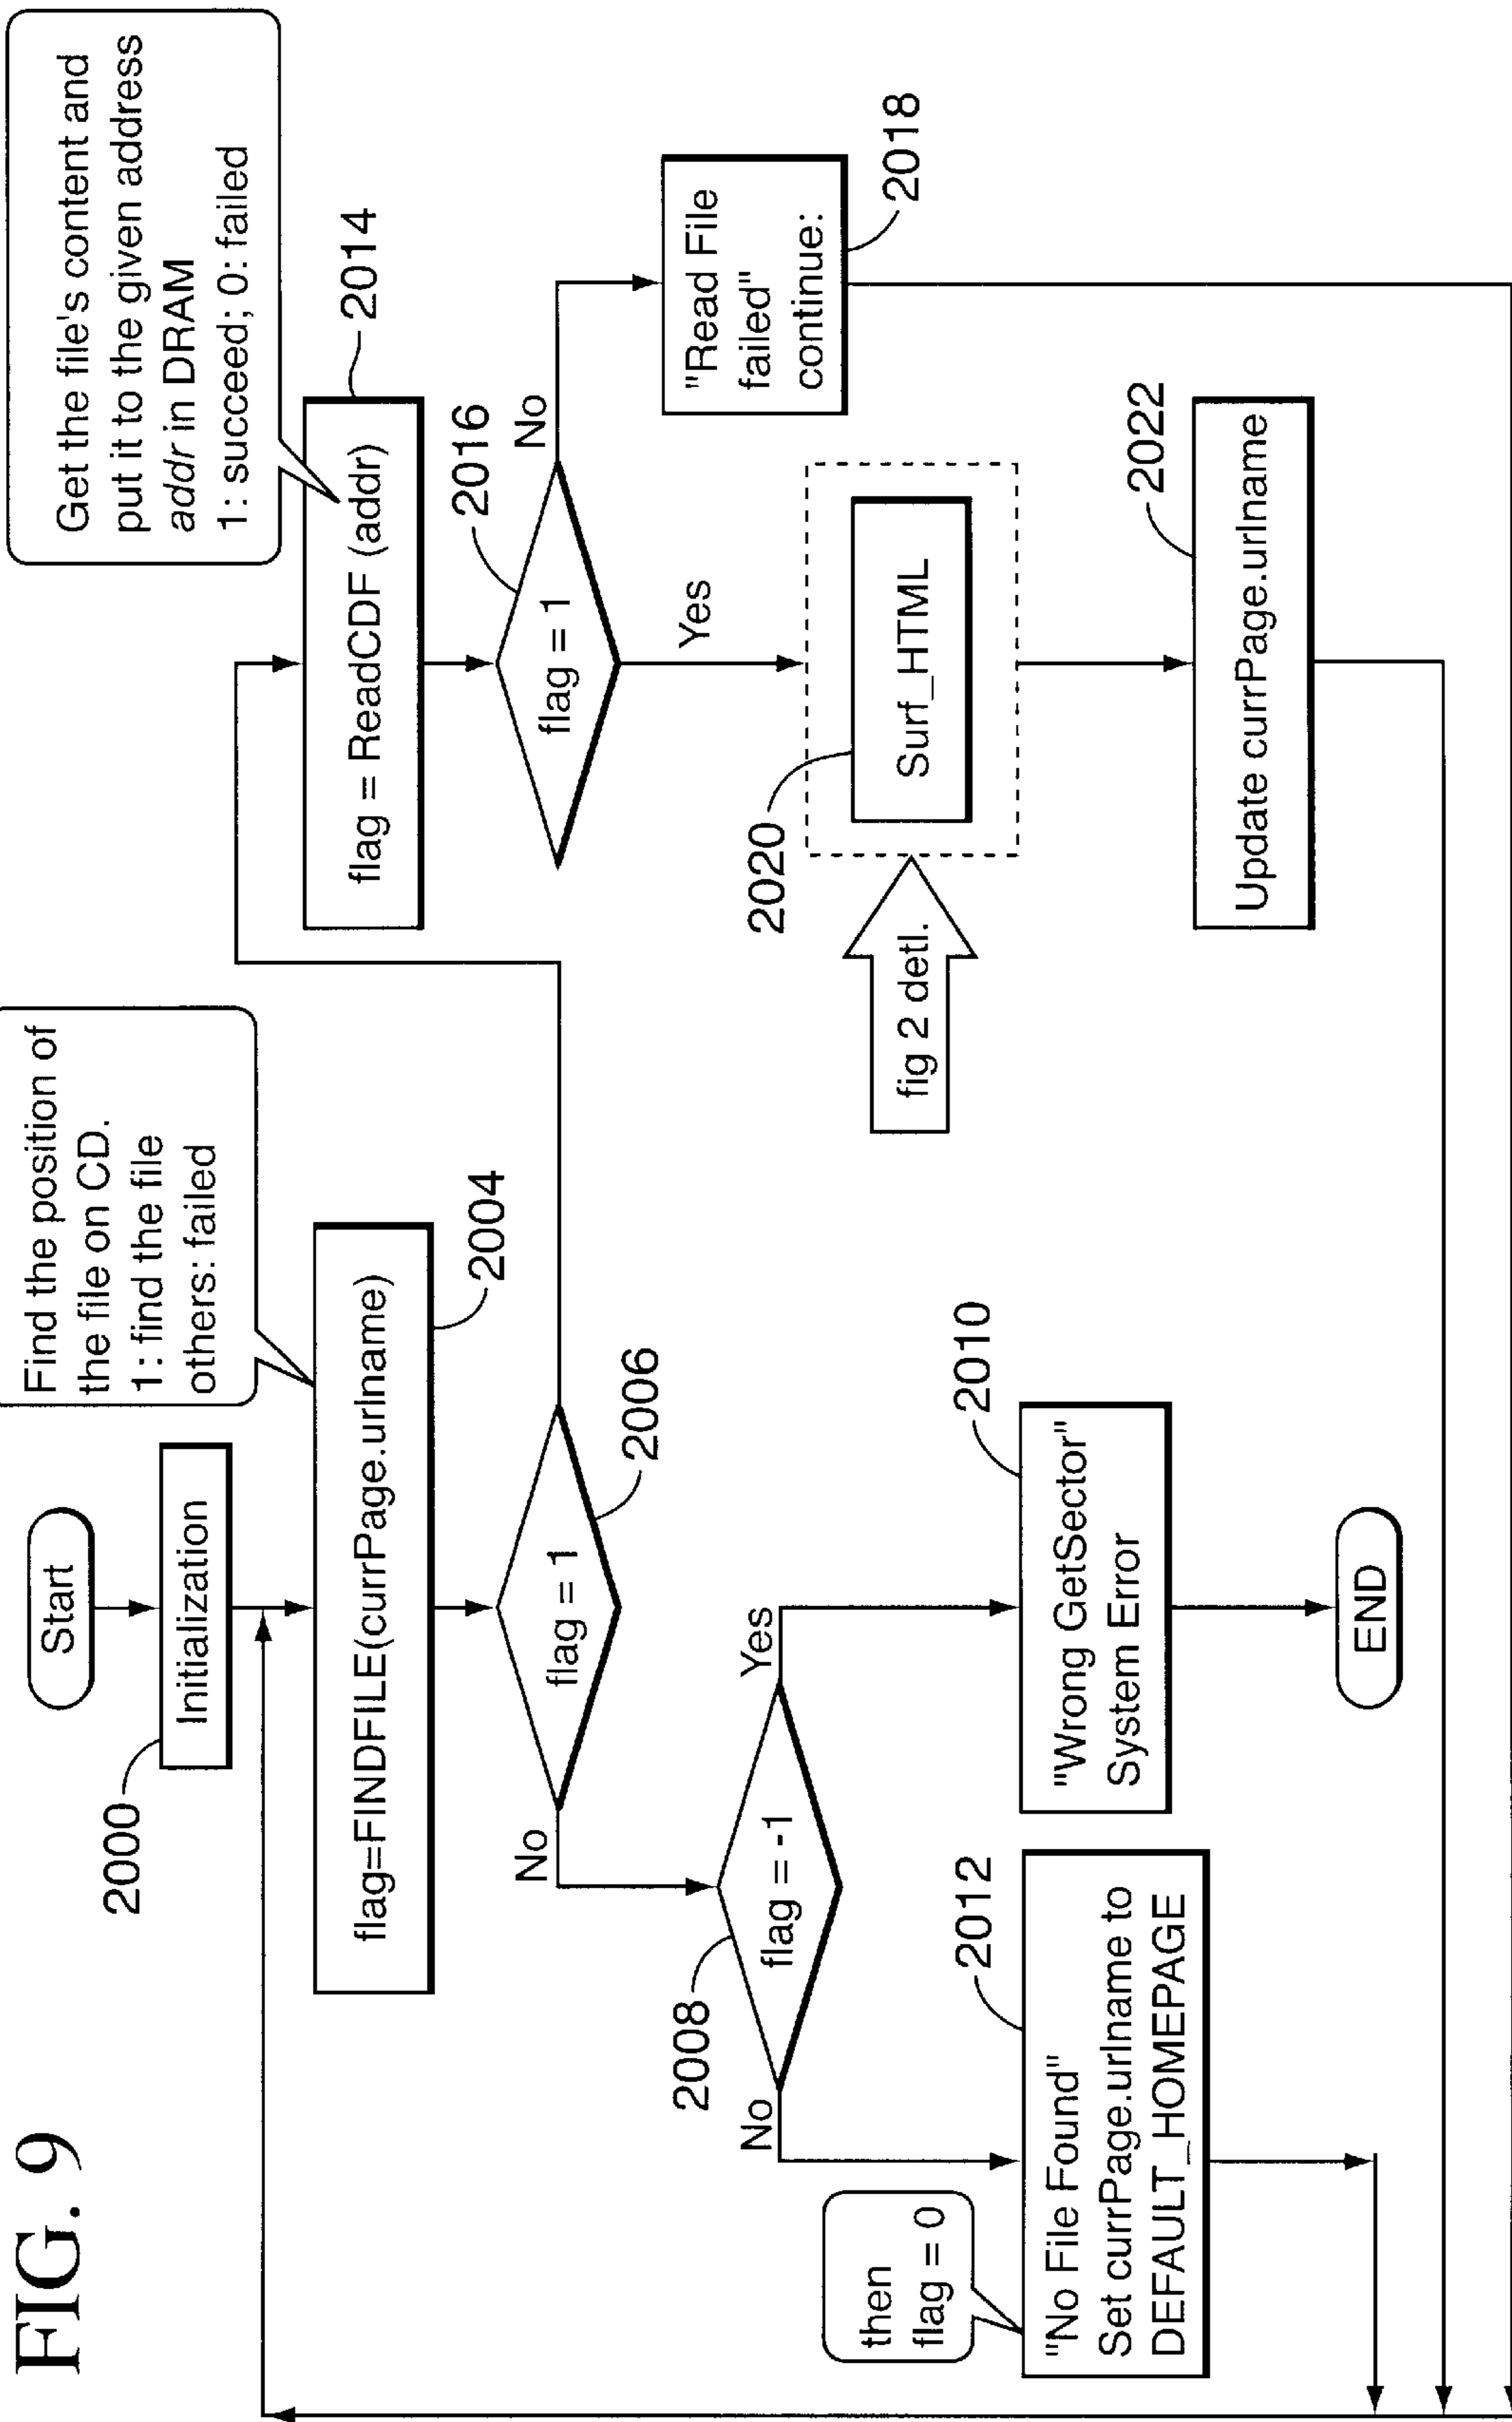 FIG. 9
Start
2000
Initialization
Find the position of
the file on CD.
1: find the file
others: failed
flag=FINDFILE(currPage.urlname)
2004
flag = 1
2006
No
2008
flag = -1
No
Yes
then
flag = 0
2012
"No File Found"
Set currPage.urlname to
DEFAULT_HOMEPAGE
2010
"Wrong GetSector"
System Error
END
Get the file's content and
put it to the given address
addr in DRAM
1: succeed; 0: failed
flag = ReadCDF (addr)
2014
2016
flag = 1
No
Yes
"Read File
failed"
continue:
2018
2020
Surf_HTML
fig 2 detl.
2022
Update currPage.urlname